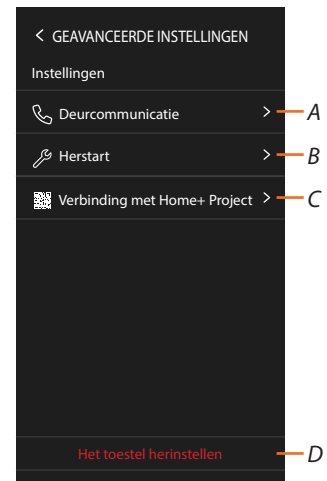 < GEAVANCEERDE INSTELLINGEN
Instellingen
Deurcommunicatie > A
Herstart > B
Verbinding met Home+ Project > C
Het toestel herinstellen D